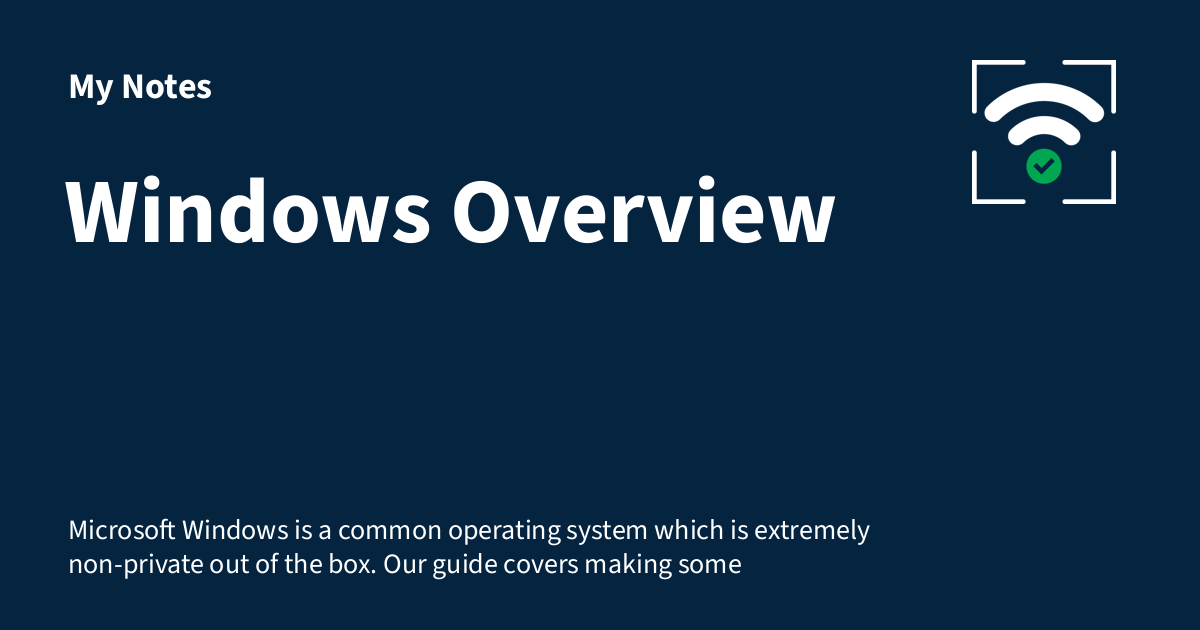 My Notes
Windows Overview
Microsoft Windows is a common operating system which is extremely
non-private out of the box. Our guide covers making some